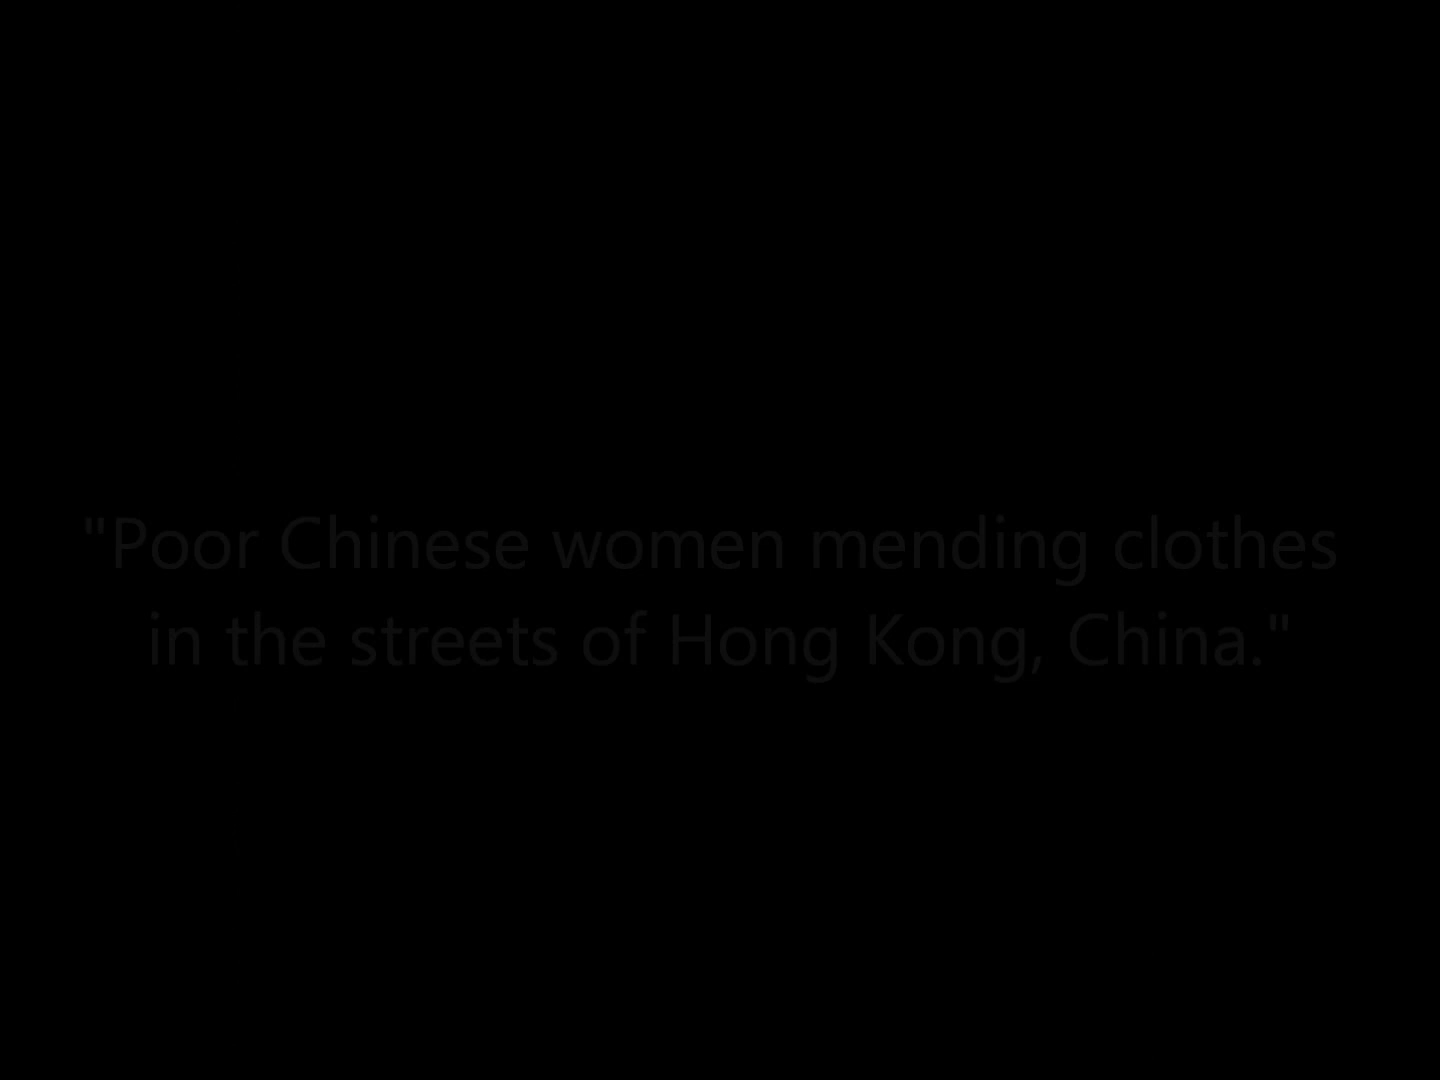 "Poor Chinese women mending clothes
in the streets of Hong Kong, China."